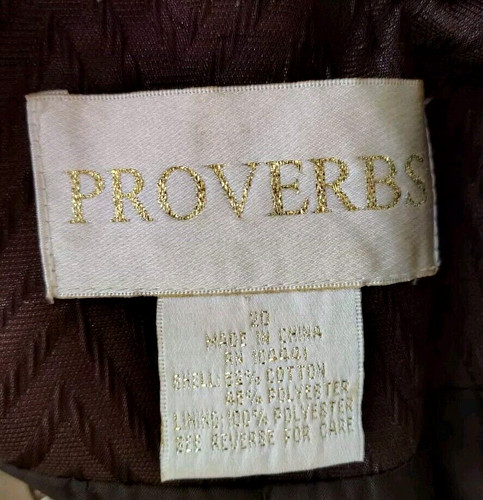 PROVERBS
20
MADE IN CHINA
RN
SHELL: COTTON
POLYESTER
LINING: 100% POLYESTER
SEE REVERSE FOR CARE